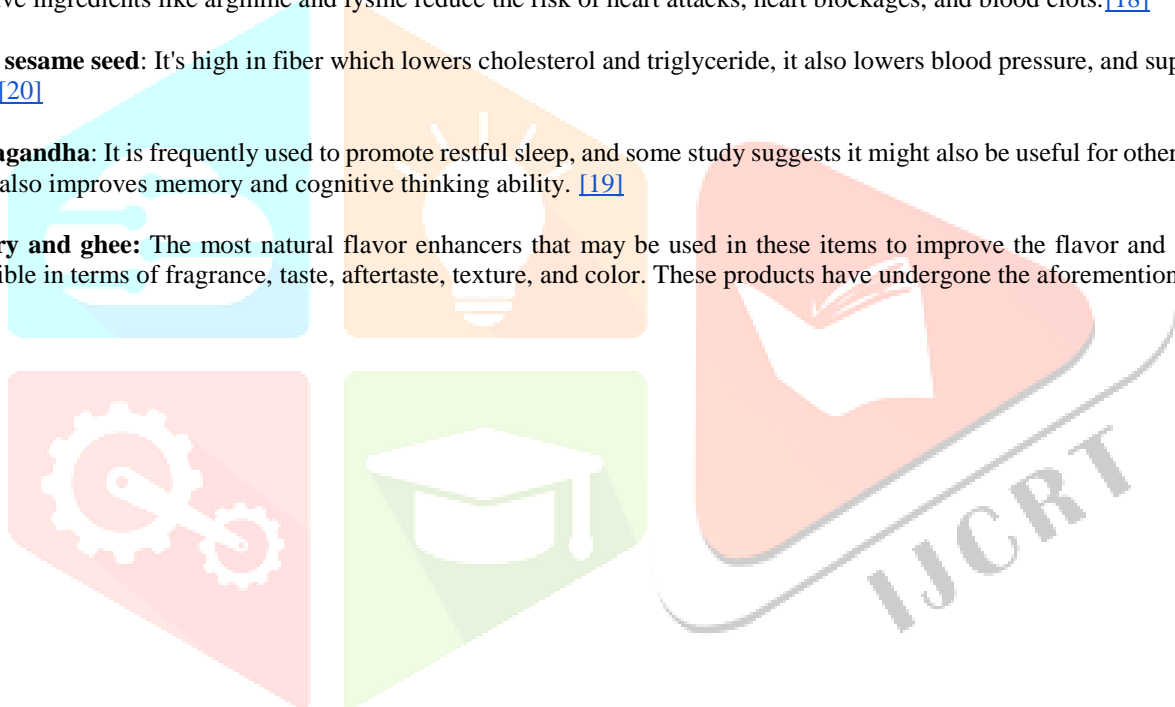 ve ingredients like arginine and lysine reduce the risk of heart attacks, heart blockages, and blood clots.[18]
sesame seed: It's high in fiber which lowers cholesterol and triglyceride, it also lowers blood pressure, and sup
[20]
agandha: It is frequently used to promote restful sleep, and some study suggests it might also be useful for other
also improves memory and cognitive thinking ability. [19]
ry and ghee: The most natural flavor enhancers that may be used in these items to improve the flavor and
ible in terms of fragrance, taste, aftertaste, texture, and color. These products have undergone the aforemention
IJCRT